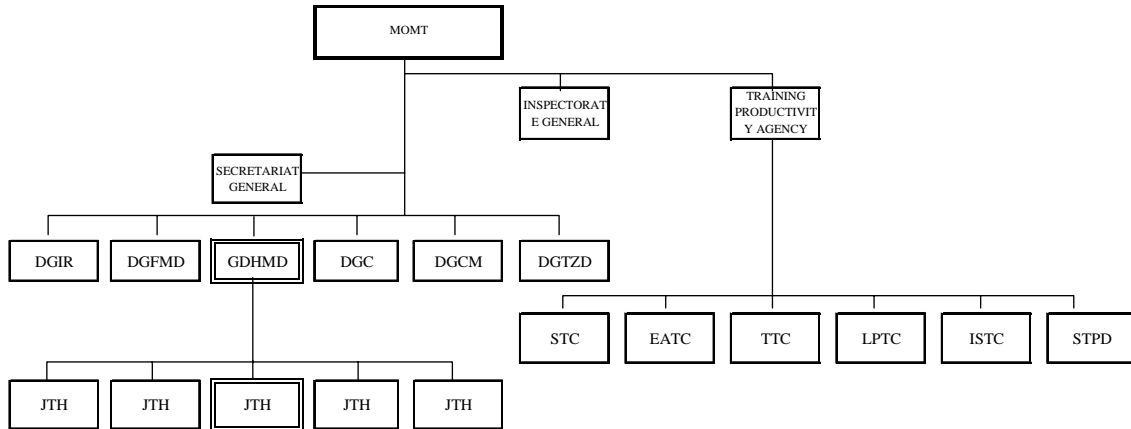 MOMT
INSPECTORAT
E GENERAL
TRAINING
PRODUCTIVIT
Y AGENCY
SECRETARIAT
GENERAL
DGIR
DGFMD
GDHMD
DGC
DGCM
DGTZD
STC
EATC
TTC
LPTC
ISTC
STPD
JTH
JTH
JTH
JTH
JTH